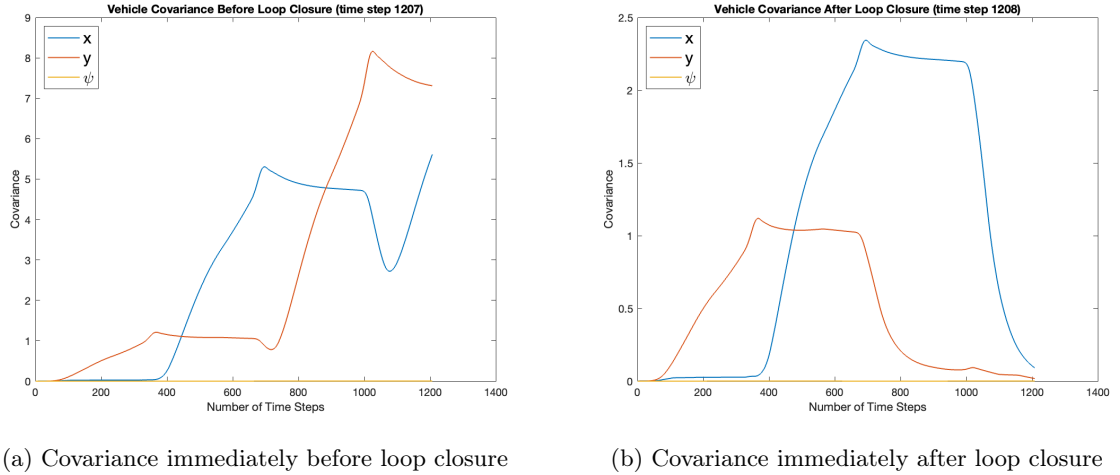 Vehicle Covariance Before Loop Closure (time step 1207)
9
8
7
6
5
4
3
2
1
0
Covariance
x
y
ψ
0 200 400 600 800 1000 1200 1400
Number of Time Steps
(a) Covariance immediately before loop closure
Vehicle Covariance After Loop Closure (time step 1208)
2.5
2
1.5
1
0.5
0
Covariance
x
y
ψ
0 200 400 600 800 1000 1200 1400
Number of Time Steps
(b) Covariance immediately after loop closure